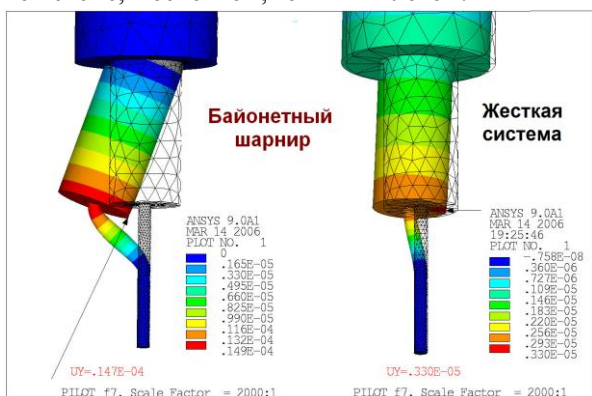 Байонетный
шарнир
ANSYS 9.0A1
MAR 14 2006
PLOT NO. 1
0
.165E-05
.330E-05
.495E-05
.660E-05
.825E-05
.990E-05
.116E-04
.132E-04
.149E-04
UY=.147E-04
PILOT f7, Scale Factor = 2000:1
Жесткая
система
ANSYS 9.0A1
MAR 14 2006
19:25:46
PLOT NO. 1
-.758E-08
.360E-06
.727E-06
.109E-05
.146E-05
.183E-05
.220E-05
.256E-05
.293E-05
.330E-05
UY=.330E-05
PILOT f7, Scale Factor = 2000:1